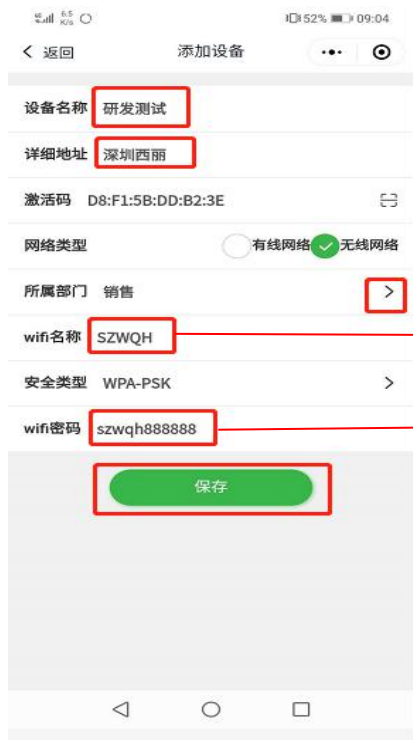 6.5 K/s 52% 09:04
返回 添加设备
设备名称 研发测试
详细地址 深圳西丽
激活码 D8:F1:5B:DD:B2:3E
网络类型 有线网络 无线网络
所属部门 销售
wifi名称 SZWQH
安全类型 WPA-PSK
wifi密码 szwqh888888
保存